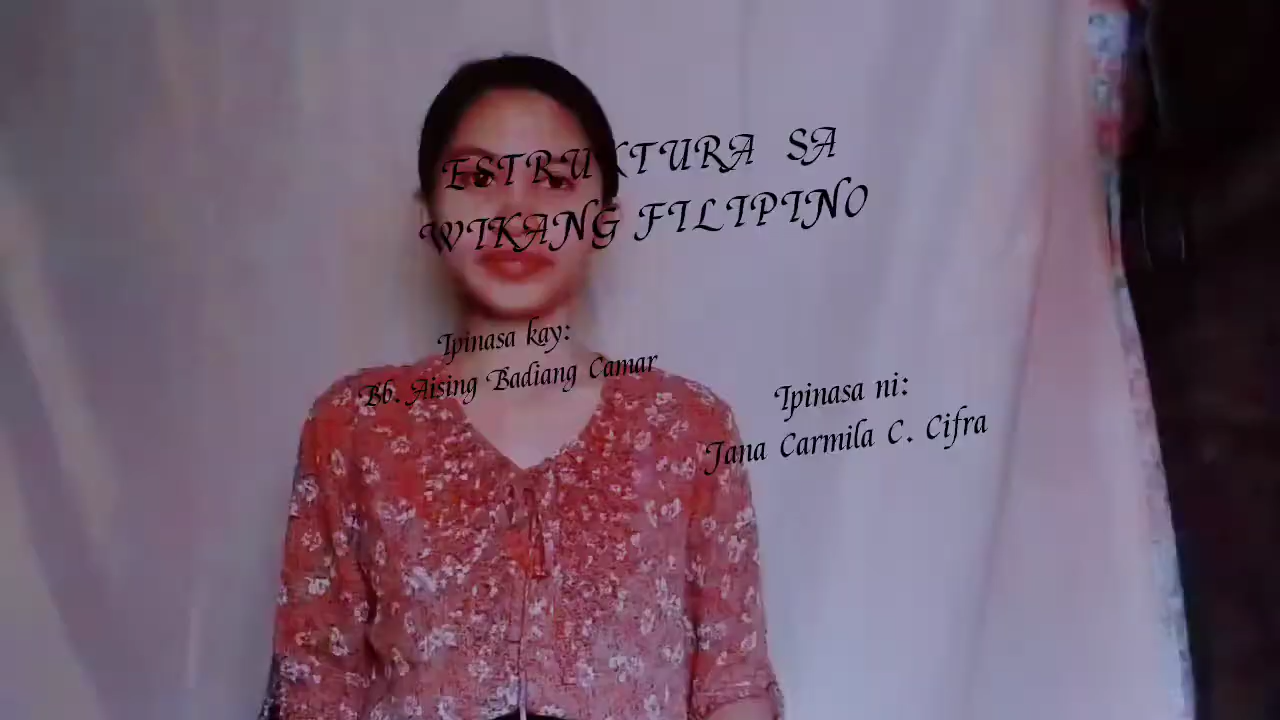 ESTRUKTURA SA
WIKANG FILIPINO
Ipinasa kay:
Bb. Aising Badiang Camar
Ipinasa ni:
Jana Carmila C. Cifra